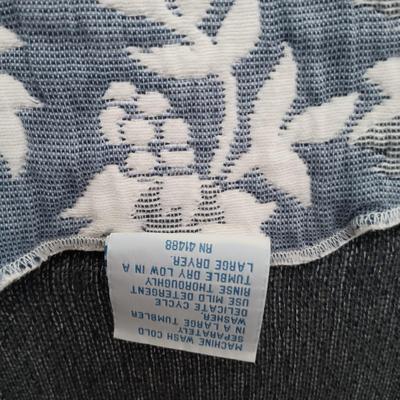 MACHINE WASH COLD
SEPARATELY
IN A LARGE TUMBLER
WASHER.
DELICATE CYCLE
USE MILD DETERGENT
RINSE THOROUGHLY
TUMBLE DRY LOW IN A
LARGE DRYER.
RN 41488